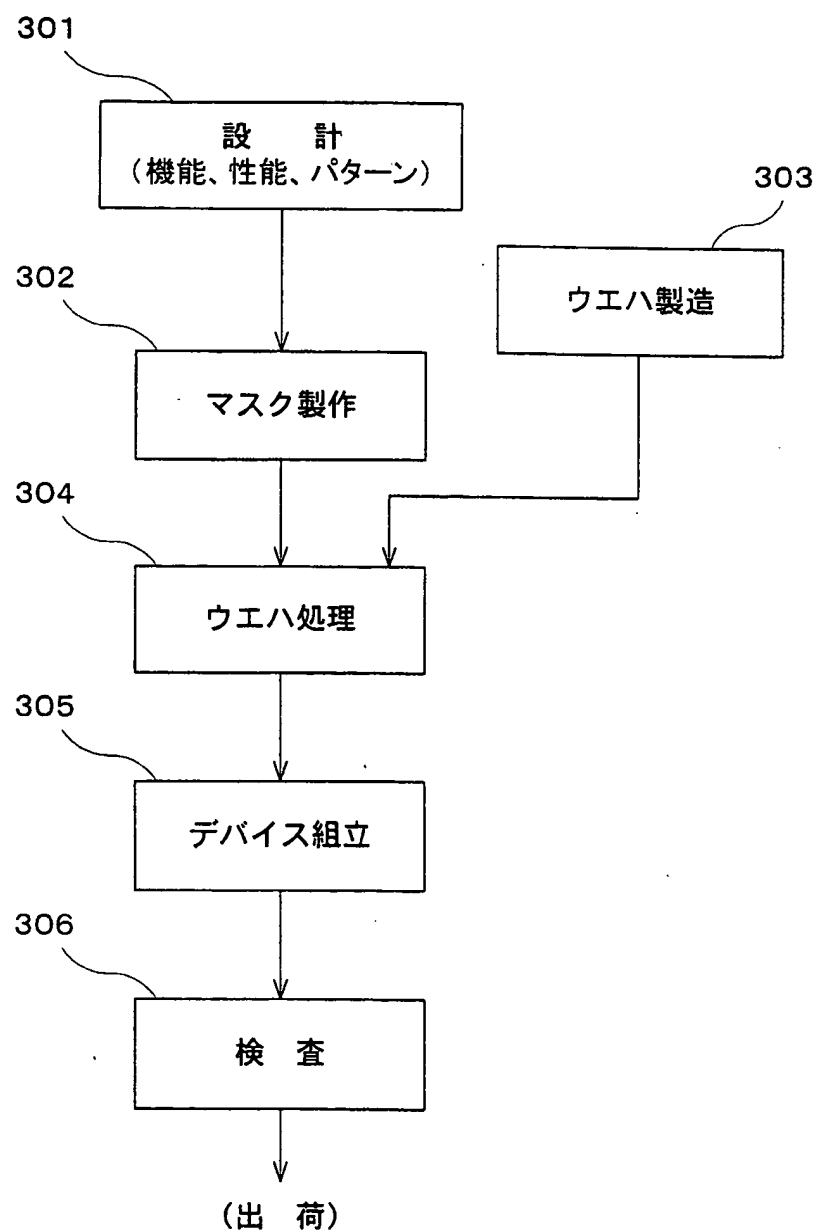 301
設　計
（機能、性能、パターン）
303
ウエハ製造
302
マスク製作
304
ウエハ処理
305
デバイス組立
306
検　査
（出　荷）